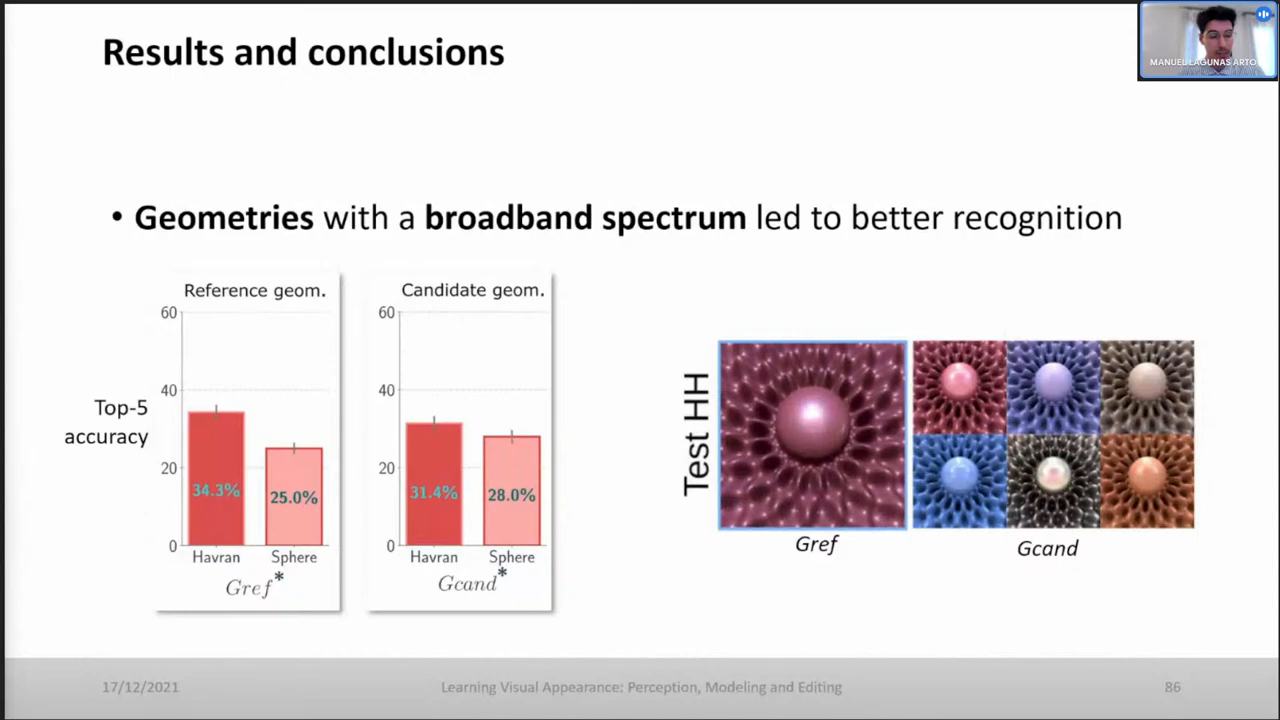 Results and conclusions
MANUEL LAGUNAS ARTO
• Geometries with a broadband spectrum led to better recognition
Reference geom.
60
40
20
0
34.3%
25.0%
Havran
Sphere
Gref*
Top-5
accuracy
Candidate geom.
60
40
20
0
31.4%
28.0%
Havran
Sphere
Gcand*
Test HH
Gref
Gcand
17/12/2021
Learning Visual Appearance: Perception, Modeling and Editing
86